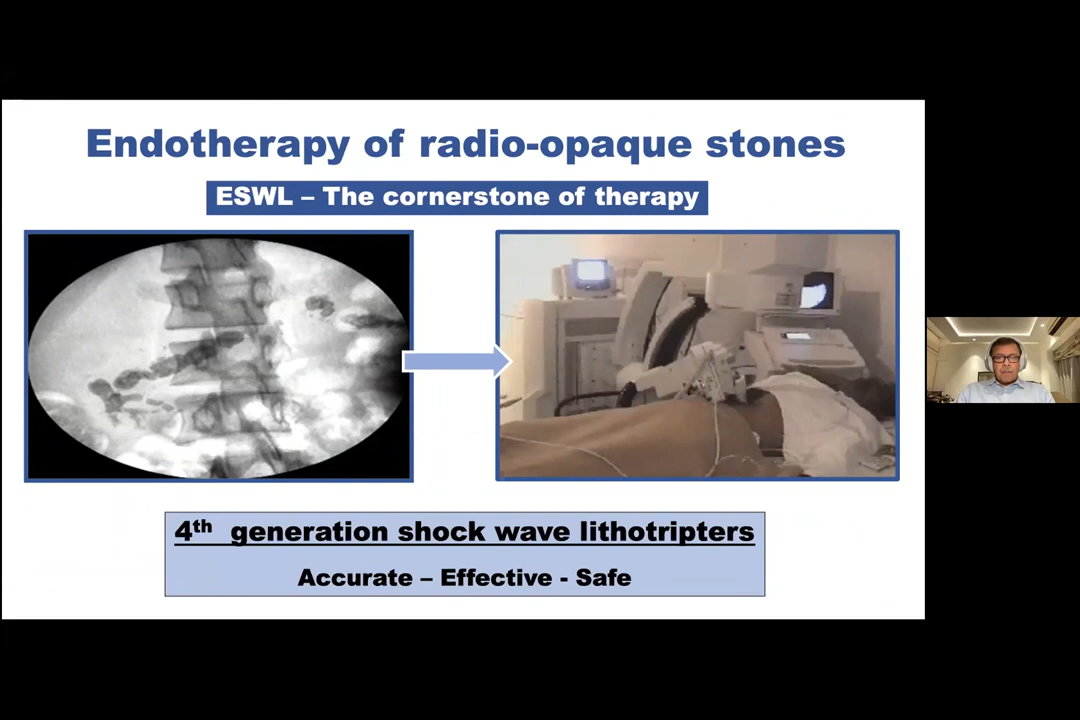 Endotherapy of radio-opaque stones
ESWL – The cornerstone of therapy
4th generation shock wave lithotripters
Accurate – Effective - Safe